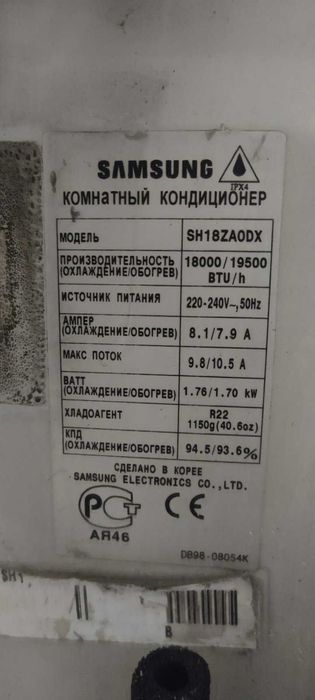 SAMSUNG
IPX4
КОМНАТНЫЙ КОНДИЦИОНЕР
МОДЕЛЬ SH18ZA0DX
ПРОИЗВОДИТЕЛЬНОСТЬ (ОХЛАЖДЕНИЕ/ОБОГРЕВ) 18000/19500 BTU/h
ИСТОЧНИК ПИТАНИЯ 220-240V~,50Hz
АМПЕР (ОХЛАЖДЕНИЕ/ОБОГРЕВ) 8.1/7.9 A
МАКС ПОТОК 9.8/10.5 A
ВАТТ (ОХЛАЖДЕНИЕ/ОБОГРЕВ) 1.76/1.70 kW
ХЛАДОАГЕНТ R22 1150g(40.6oz)
КПД (ОХЛАЖДЕНИЕ/ОБОГРЕВ) 94.5/93.6%
СДЕЛАНО В КОРЕЕ
SAMSUNG ELECTRONICS CO.,LTD.
РСТ CE
АЯ46
DB98-08054K
SH1
B